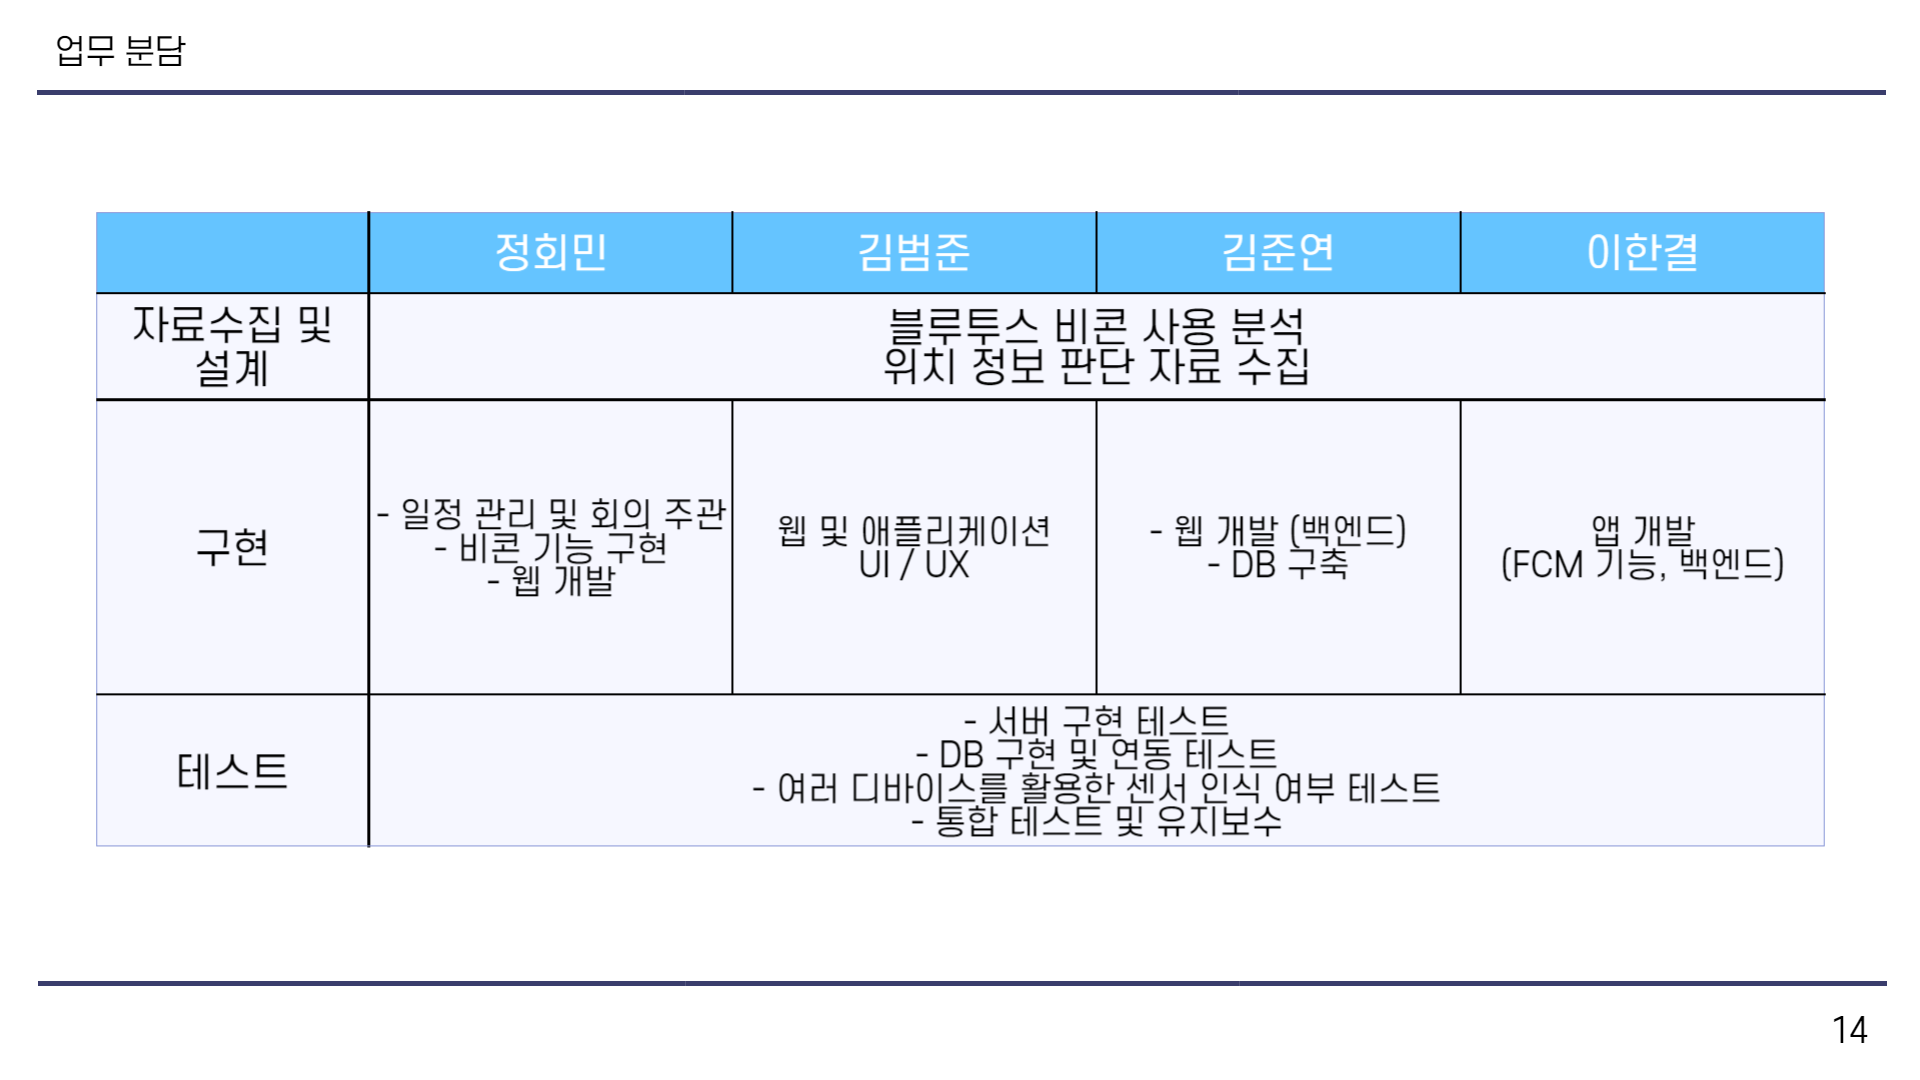 업무 분담
정회민 김범준 김준연 이한결
자료수집 및
설계
블루투스 비콘 사용 분석
위치 정보 판단 자료 수집
구현
- 일정 관리 및 회의 주관
- 비콘 기능 구현
- 웹 개발
웹 및 애플리케이션
UI / UX
- 웹 개발 (백엔드)
- DB 구축
앱 개발
(FCM 기능, 백엔드)
테스트
- 서버 구현 테스트
- DB 구현 및 연동 테스트
- 여러 디바이스를 활용한 센서 인식 여부 테스트
- 통합 테스트 및 유지보수
14